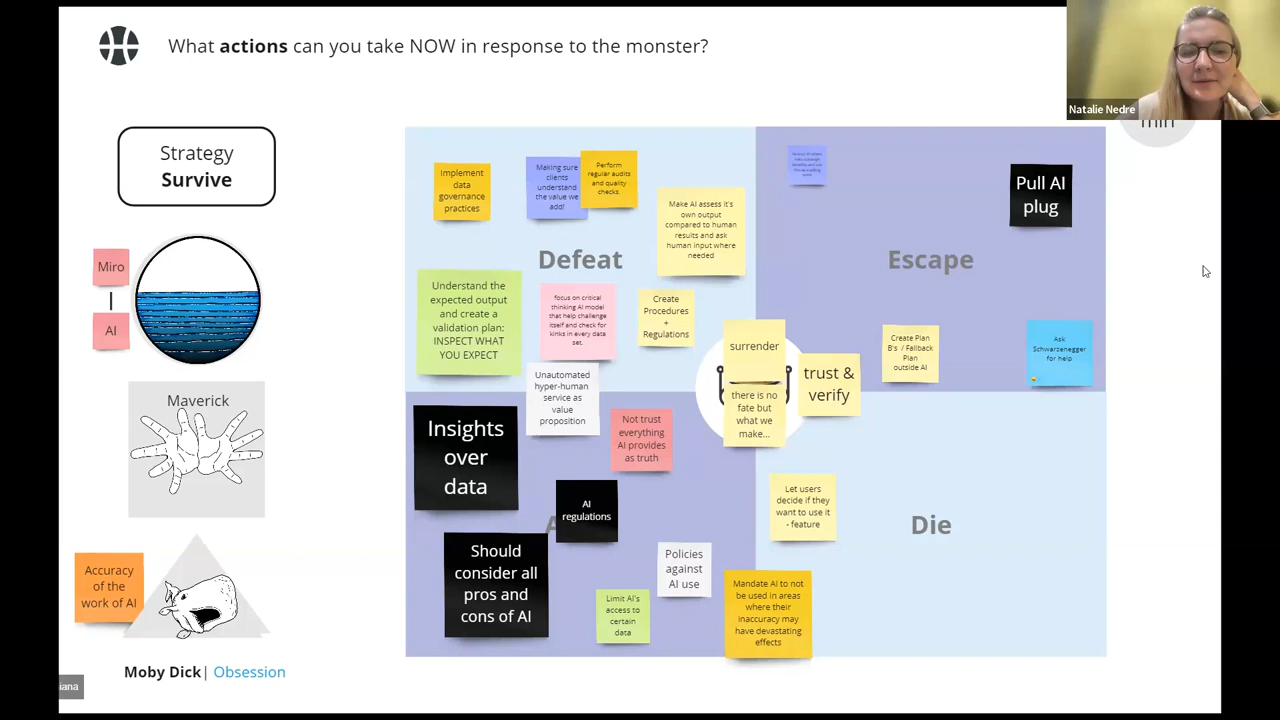 What actions can you take NOW in response to the monster?
Natalie Nedre
min
Strategy
Survive
Miro
AI
Maverick
Accuracy
of the
work of AI
Moby Dick| Obsession
iana
Defeat
Implement
data
governance
practices
Making sure
clients
understand
the value we
add!
Perform
regular audits
and quality
checks.
Make AI assess it's
own output
compared to human
results and ask
human input where
needed
Understand the
expected output
and create a
validation plan:
INSPECT WHAT
YOU EXPECT
focus on critical
thinking AI model
that help challenge
itself and check for
kinks in every data
set.
Create
Procedures
+
Regulations
Unautomated
hyper-human
service as
value
proposition
Escape
Pull AI
plug
surrender
there is no
fate but
what we
make...
trust &
verify
Create Plan
B's / Fallback
Plan
outside AI
Ask
Schwarzenegger
for help
Insights
over
data
Not trust
everything
AI provides
as truth
A
AI
regulations
Should
consider all
pros and
cons of AI
Policies
against
AI use
Limit AI's
access to
certain
data
Die
Let users
decide if they
want to use it
- feature
Mandate AI to not
be used in areas
where their
inaccuracy may
have devastating
effects